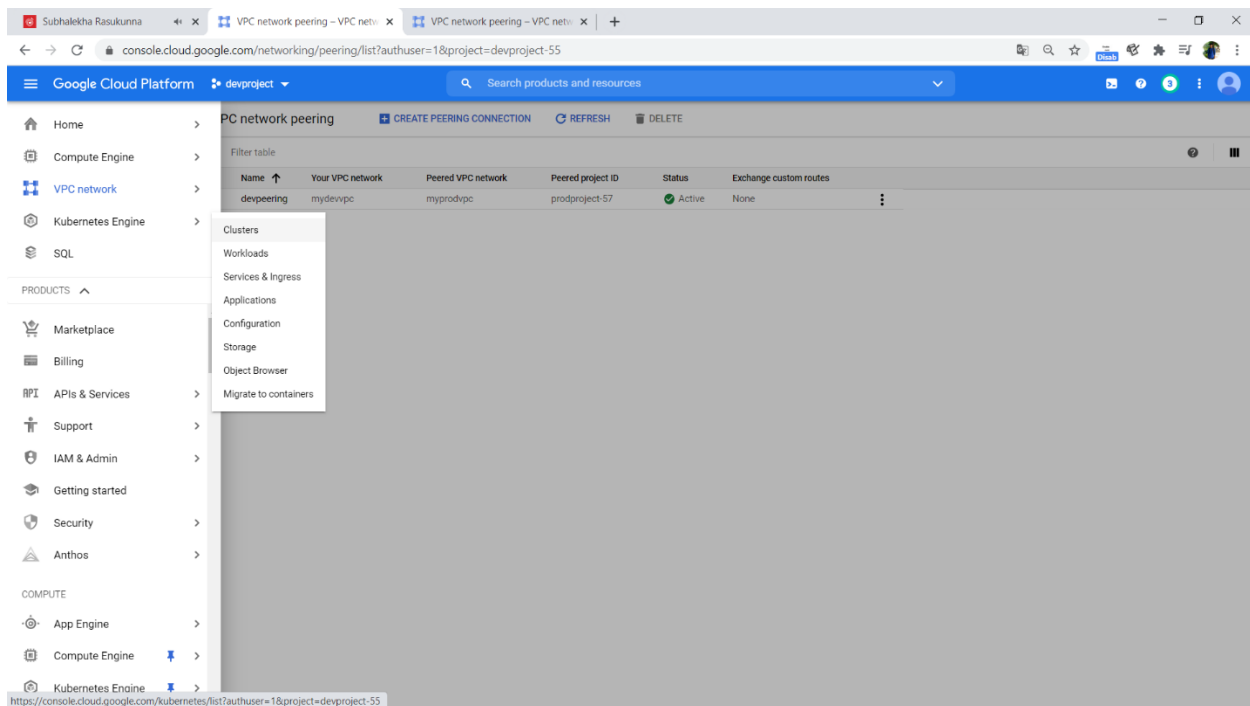 Subhalekha Rasukunna
VPC network peering – VPC netw
VPC network peering – VPC netw
console.cloud.google.com/networking/peering/list?authuser=1&project=devproject-55
Disab
Google Cloud Platform
devproject
Search products and resources
3
Home
Compute Engine
VPC network
Kubernetes Engine
SQL
PRODUCTS
Marketplace
Billing
API APIs & Services
Support
IAM & Admin
Getting started
Security
Anthos
COMPUTE
App Engine
Compute Engine
Kubernetes Engine
Clusters
Workloads
Services & Ingress
Applications
Configuration
Storage
Object Browser
Migrate to containers
PC network peering CREATE PEERING CONNECTION REFRESH DELETE
Filter table
Name Your VPC network Peered VPC network Peered project ID Status Exchange custom routes
devpeering mydevvpc myprodvpc prodproject-57 Active None
https://console.cloud.google.com/kubernetes/list?authuser=1&project=devproject-55